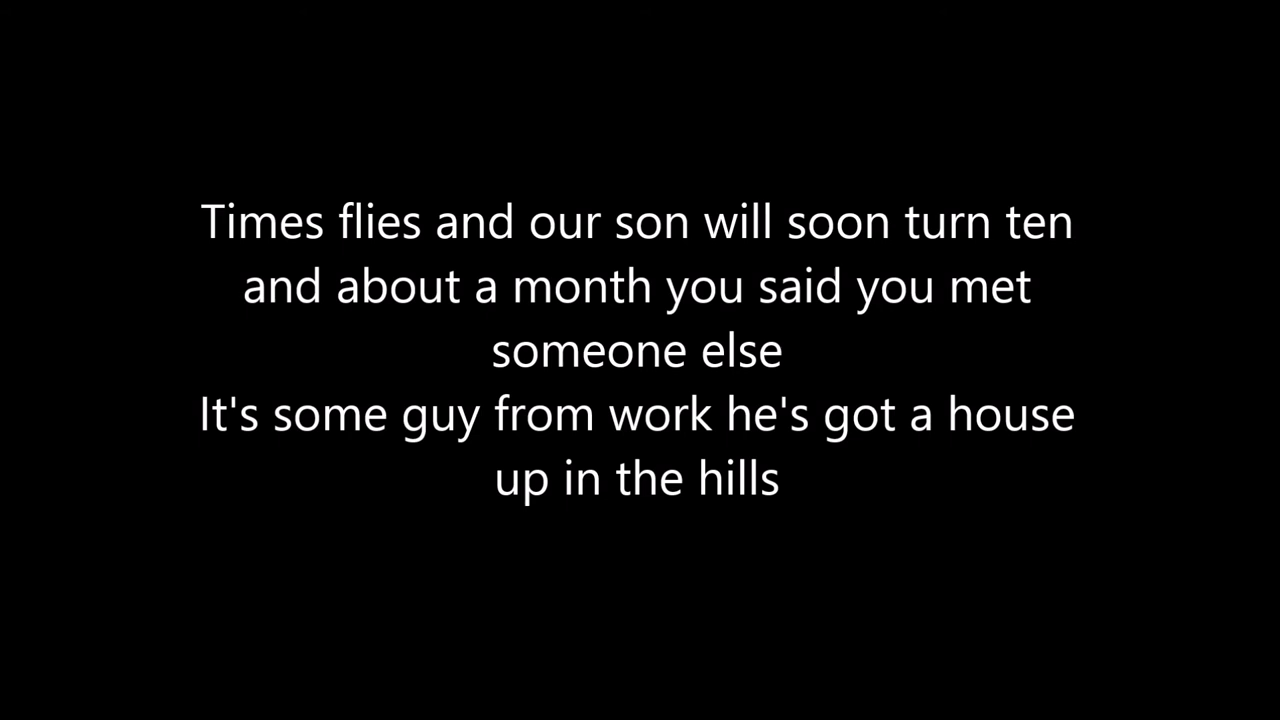 Times flies and our son will soon turn ten
and about a month you said you met
someone else
It's some guy from work he's got a house
up in the hills